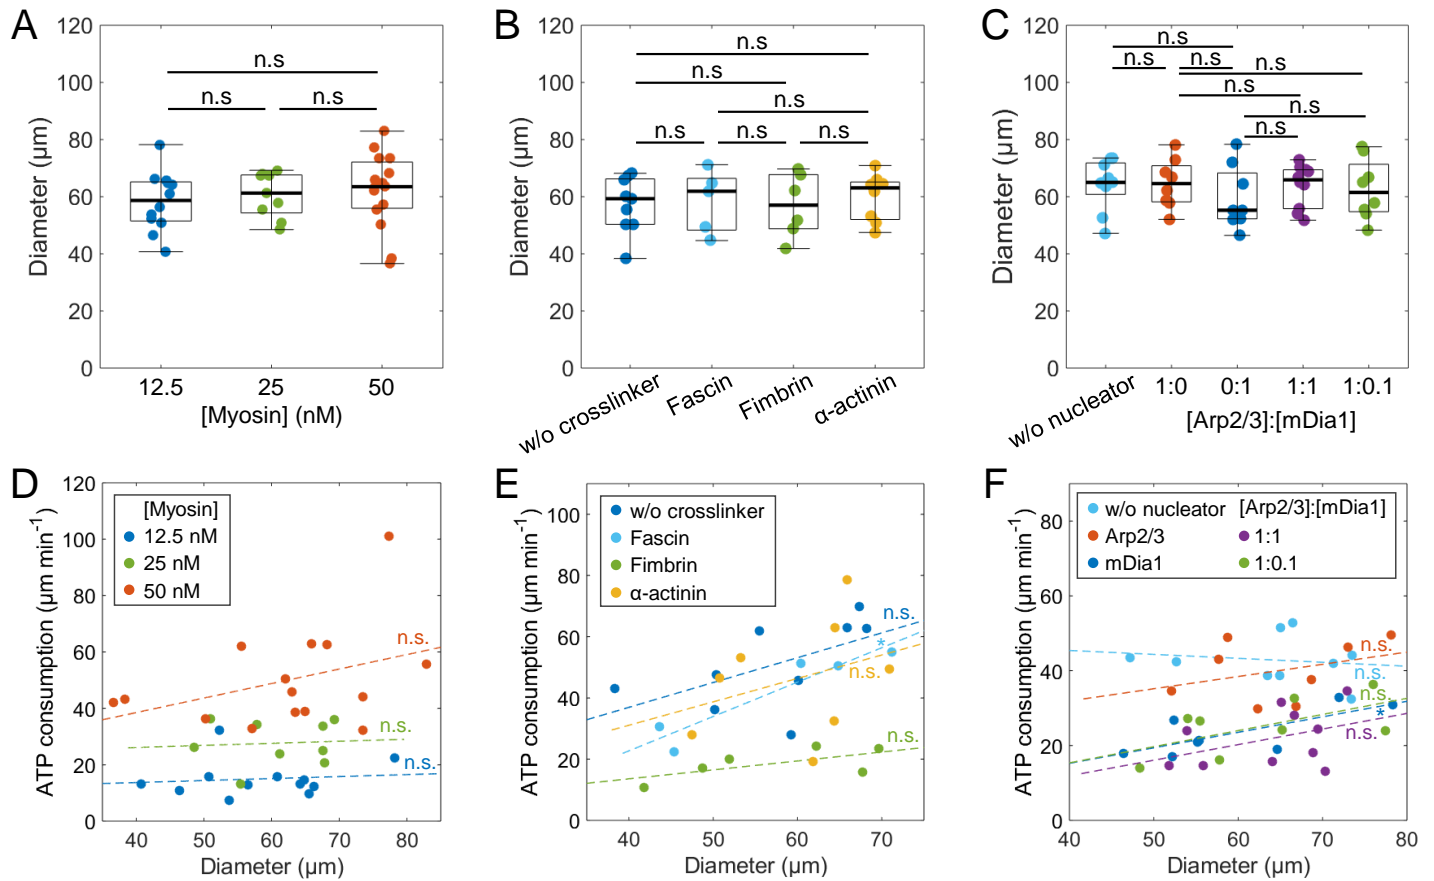 A
Diameter (µm)
120
100
80
60
40
20
0
n.s
n.s
n.s
12.5
25
50
[Myosin] (nM)
B
Diameter (µm)
120
100
80
60
40
20
0
n.s
n.s
n.s
n.s
n.s
n.s
w/o crosslinker
Fascin
Fimbrin
α-actinin
C
Diameter (µm)
120
100
80
60
40
20
0
n.s
n.s
n.s
n.s
n.s
n.s
n.s
w/o nucleator
1:0
0:1
1:1
1:0.1
[Arp2/3]:[mDia1]
D
ATP consumption (µm min-1)
120
100
80
60
40
20
0
[Myosin]
12.5 nM
25 nM
50 nM
n.s.
n.s.
n.s.
40
50
60
70
80
Diameter (µm)
E
ATP consumption (µm min-1)
100
80
60
40
20
0
w/o crosslinker
Fascin
Fimbrin
α-actinin
n.s.
*
n.s.
n.s.
40
50
60
70
Diameter (µm)
F
ATP consumption (µm min-1)
80
60
40
20
0
w/o nucleator [Arp2/3]:[mDia1]
Arp2/3 1:1
mDia1 1:0.1
n.s.
n.s.
n.s.
*
n.s.
40
50
60
70
80
Diameter (µm)